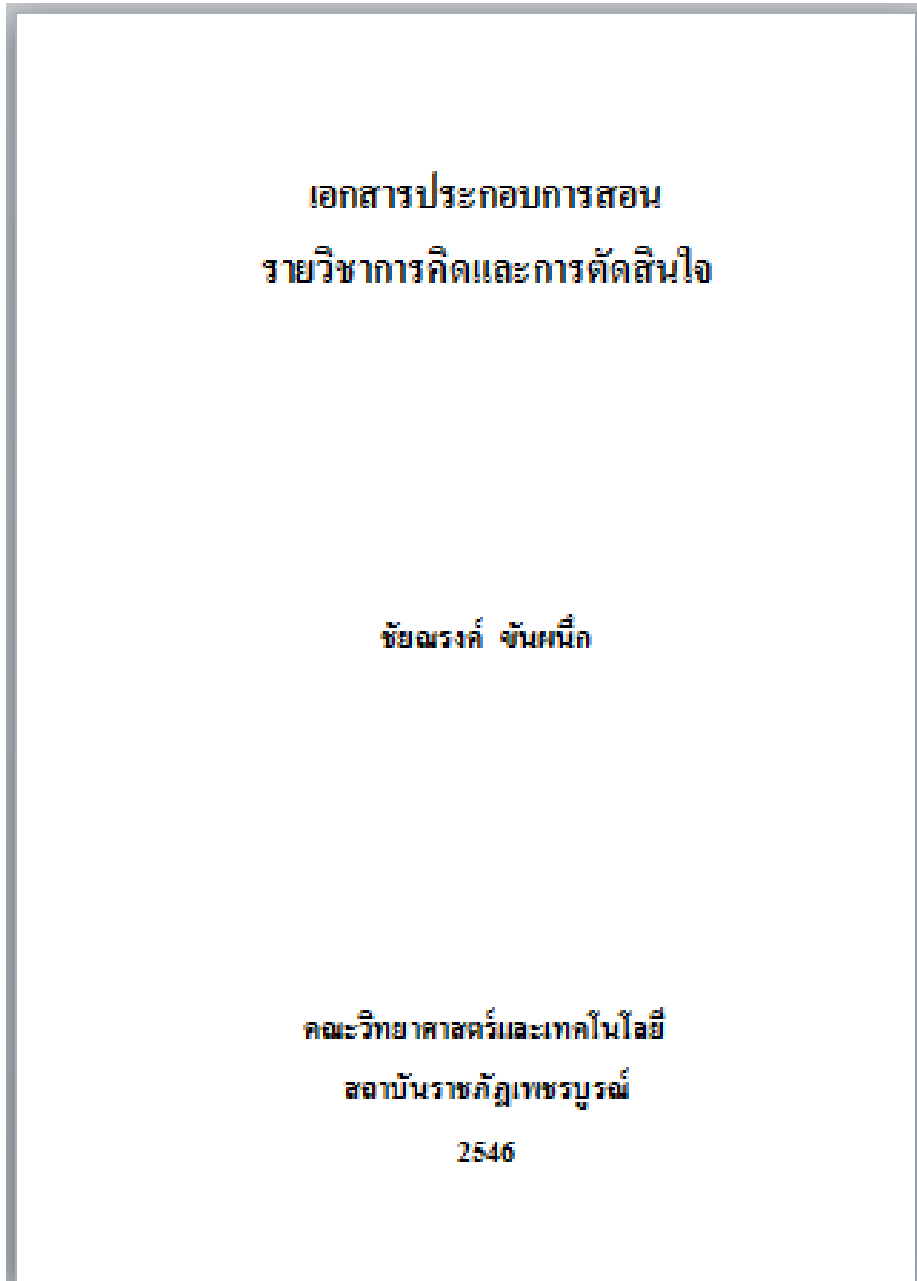 เอกสารประกอบการสอน
รายวิชาการคิดและการตัดสินใจ
ชัยณรงค์ ขันผนึก
คณะวิทยาศาสตร์และเทคโนโลยี
สถาบันราชภัฏเพชรบูรณ์
2546